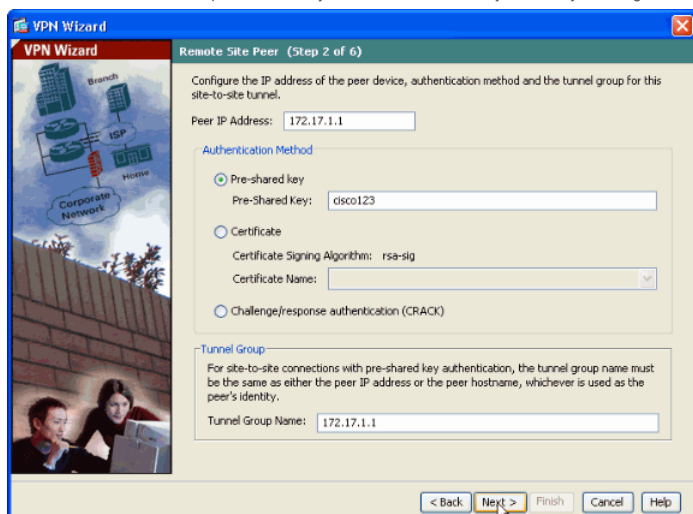 VPN Wizard
VPN Wizard
Branch
ISP
Home
Corporate
Network
Remote Site Peer (Step 2 of 6)
Configure the IP address of the peer device, authentication method and the tunnel group for this
site-to-site tunnel.
Peer IP Address: 172.17.1.1
Authentication Method
Pre-shared key
Pre-Shared Key: cisco123
Certificate
Certificate Signing Algorithm: rsa-sig
Certificate Name:
Challenge/response authentication (CRACK)
Tunnel Group
For site-to-site connections with pre-shared key authentication, the tunnel group name must
be the same as either the peer IP address or the peer hostname, whichever is used as the
peer's identity.
Tunnel Group Name: 172.17.1.1
< Back Next > Finish Cancel Help